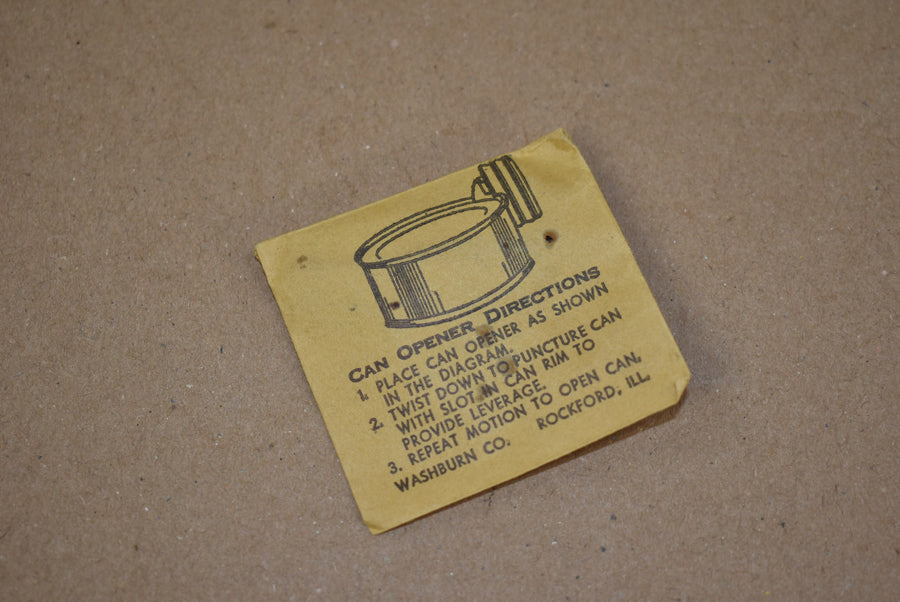 CAN OPENER DIRECTIONS
1. PLACE CAN OPENER AS SHOWN
IN THE DIAGRAM.
2. TWIST DOWN TO PUNCTURE CAN
WITH SLOT IN CAN RIM TO
PROVIDE LEVERAGE.
3. REPEAT MOTION TO OPEN CAN.
WASHBURN CO. ROCKFORD, ILL.